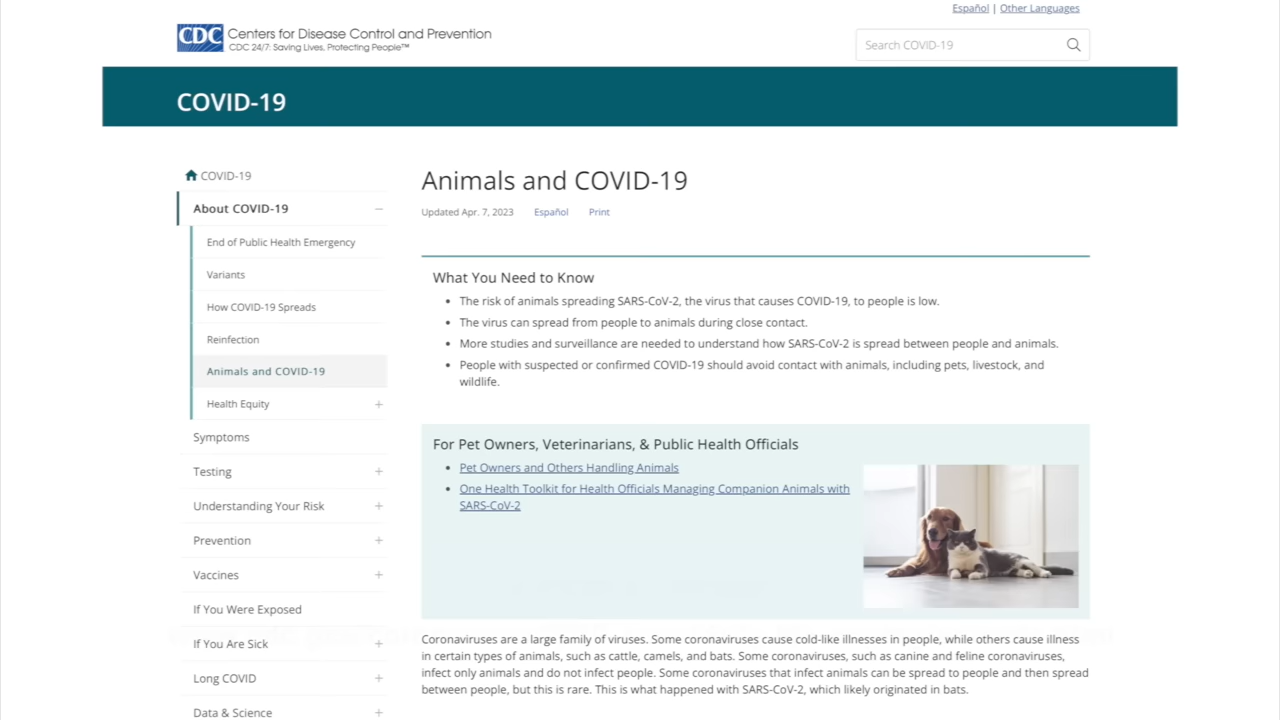 Español | Other Languages
CDC Centers for Disease Control and Prevention
CDC 24/7: Saving Lives, Protecting People™
Search COVID-19
COVID-19
COVID-19
About COVID-19
End of Public Health Emergency
Variants
How COVID-19 Spreads
Reinfection
Animals and COVID-19
Health Equity
Symptoms
Testing
Understanding Your Risk
Prevention
Vaccines
If You Were Exposed
If You Are Sick
Long COVID
Data & Science
Animals and COVID-19
Updated Apr. 7, 2023 Español Print
What You Need to Know
• The risk of animals spreading SARS-CoV-2, the virus that causes COVID-19, to people is low.
• The virus can spread from people to animals during close contact.
• More studies and surveillance are needed to understand how SARS-CoV-2 is spread between people and animals.
• People with suspected or confirmed COVID-19 should avoid contact with animals, including pets, livestock, and
wildlife.
For Pet Owners, Veterinarians, & Public Health Officials
• Pet Owners and Others Handling Animals
• One Health Toolkit for Health Officials Managing Companion Animals with
SARS-CoV-2
Coronaviruses are a large family of viruses. Some coronaviruses cause cold-like illnesses in people, while others cause illness
in certain types of animals, such as cattle, camels, and bats. Some coronaviruses, such as canine and feline coronaviruses,
infect only animals and do not infect people. Some coronaviruses that infect animals can be spread to people and then spread
between people, but this is rare. This is what happened with SARS-CoV-2, which likely originated in bats.